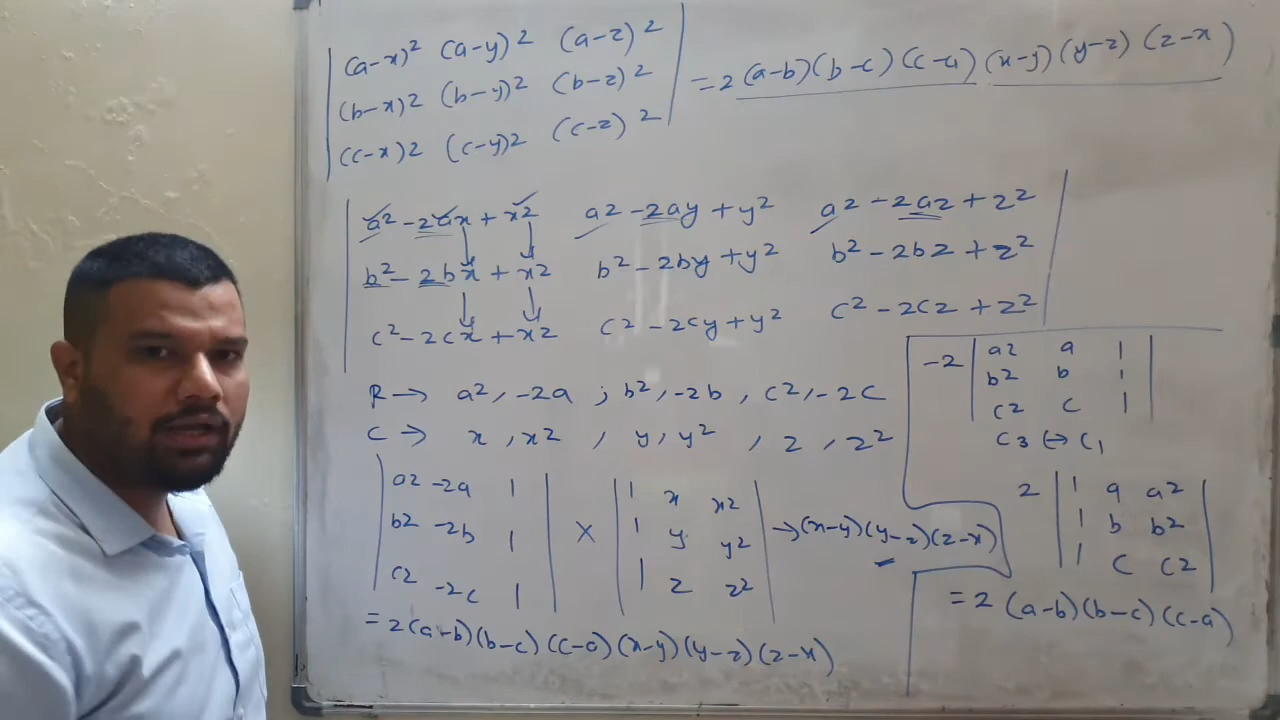 (a-x)² (a-y)² (a-z)²
(b-x)² (b-y)² (b-z)² = 2 (a-b)(b-c)(c-a)(x-y)(y-z)(z-x)
(c-x)² (c-y)² (c-z)²
a² - 2ax + x² a² - 2ay + y² a² - 2az + z²
b² - 2bx + x² b² - 2by + y² b² - 2bz + z²
c² - 2cx + x² c² - 2cy + y² c² - 2cz + z²
R → a², -2a ; b², -2b , c², -2c
C → x , x² , y, y² , z , z²
a² -2a 1 × 1 x x²
b² -2b 1 1 y y² → (x-y)(y-z)(z-x)
c² -2c 1 1 z z²
= 2(a-b)(b-c)(c-a)(x-y)(y-z)(z-x)
-2 a² a 1
b² b 1
c² c 1
C3 ↔ C1
2 1 a a²
1 b b²
1 c c²
= 2 (a-b)(b-c)(c-a)